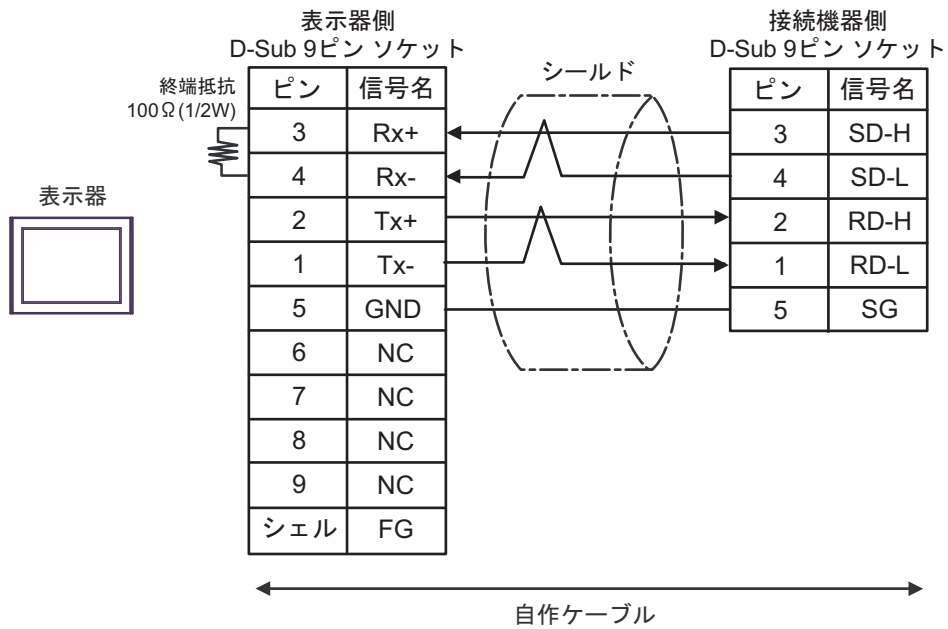 表示器側
D-Sub 9ピン ソケット
接続機器側
D-Sub 9ピン ソケット
終端抵抗
100Ω(1/2W)
シールド
表示器
ピン 信号名
3 Rx+
4 Rx-
2 Tx+
1 Tx-
5 GND
6 NC
7 NC
8 NC
9 NC
シェル FG
ピン 信号名
3 SD-H
4 SD-L
2 RD-H
1 RD-L
5 SG
自作ケーブル